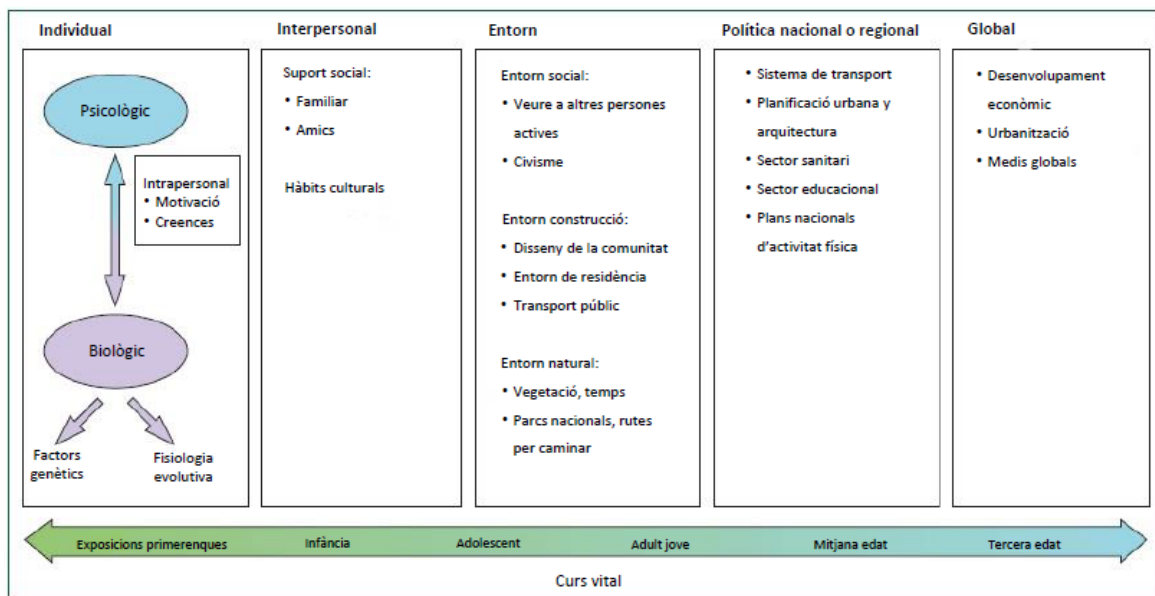 Individual
Psicològic
Intrapersonal
• Motivació
• Creences
Biològic
Factors
genètics
Fisiologia
evolutiva
Interpersonal
Suport social:
• Familiar
• Amics
Hàbits culturals
Entorn
Entorn social:
• Veure a altres persones
actives
• Civisme
Entorn construcció:
• Disseny de la comunitat
• Entorn de residència
• Transport públic
Entorn natural:
• Vegetació, temps
• Parcs nacionals, rutes
per caminar
Política nacional o regional
• Sistema de transport
• Planificació urbana y
arquitectura
• Sector sanitari
• Sector educacional
• Plans nacionals
d'activitat física
Global
• Desenvolupament
econòmic
• Urbanització
• Medis globals
Exposicions primerenques
Infància
Adolescent
Adult jove
Mitjana edat
Tercera edat
Curs vital